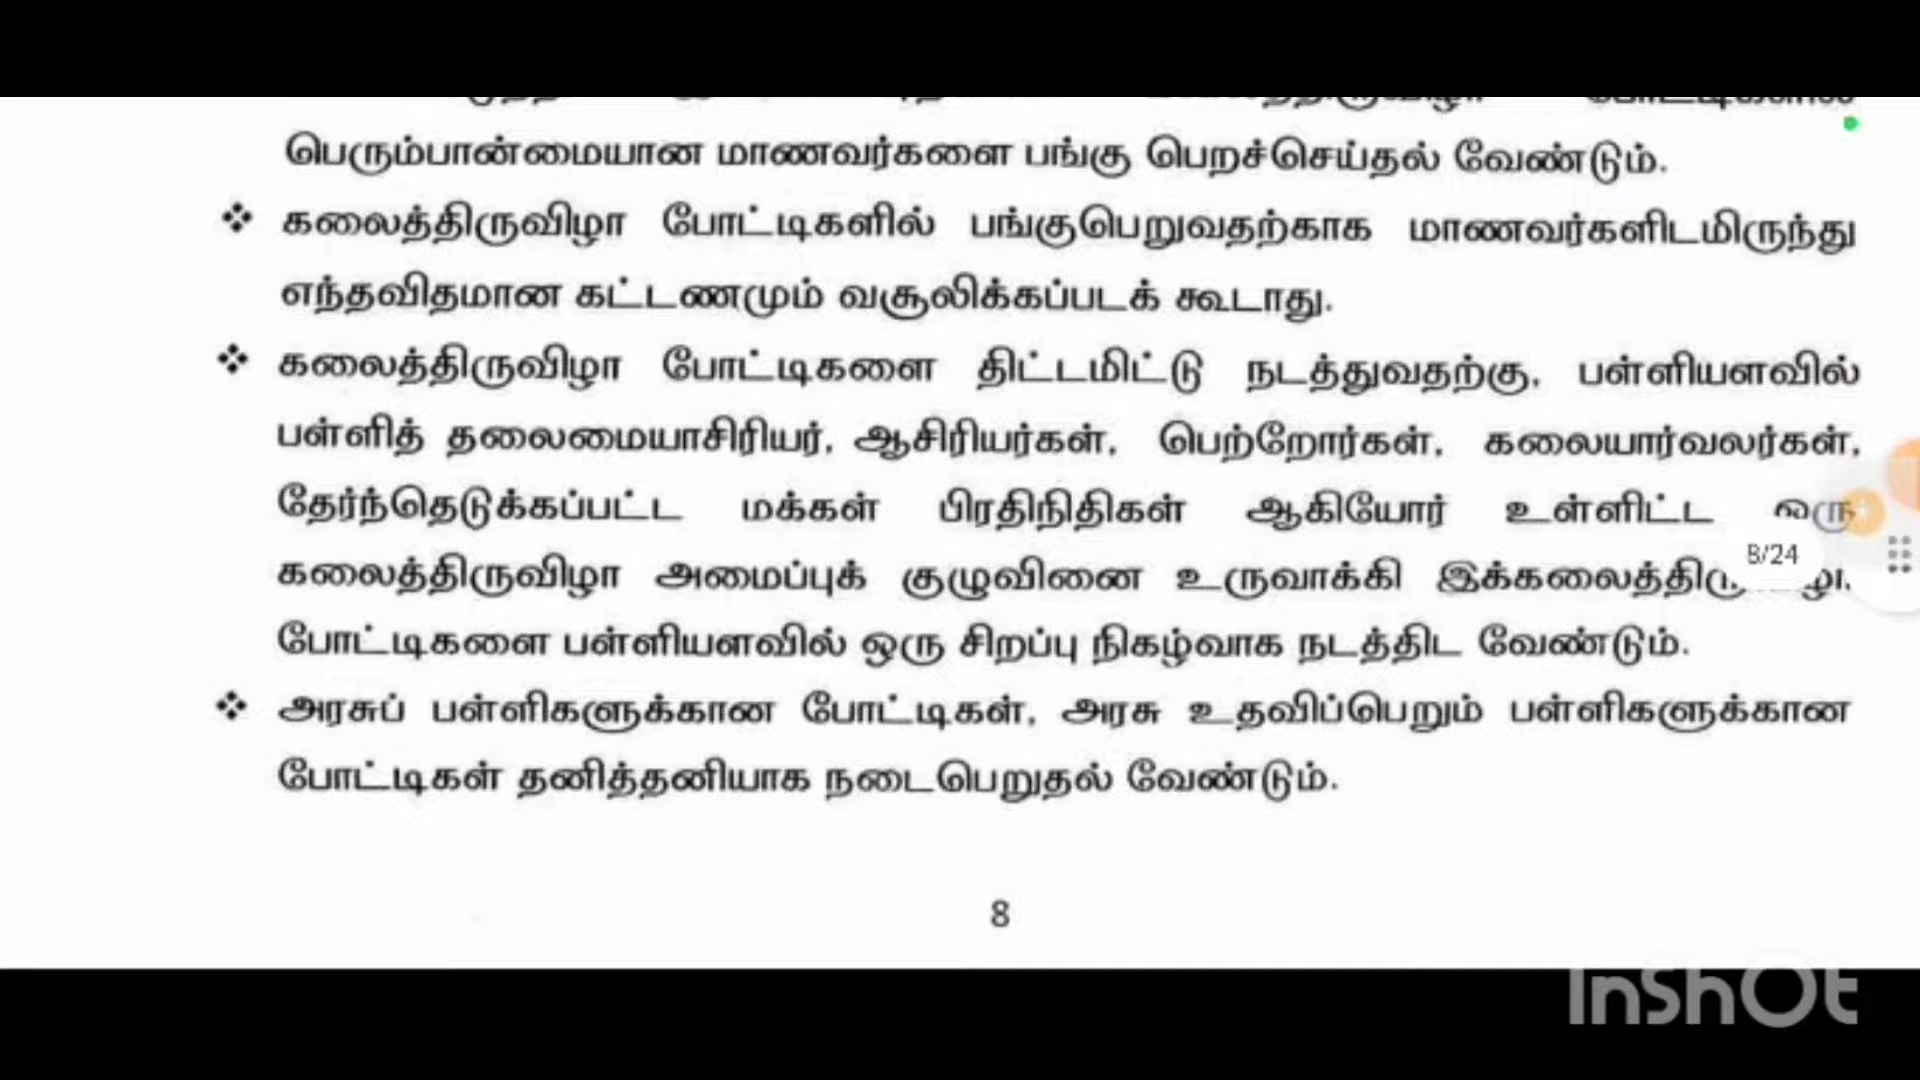 பெரும்பான்மையான மாணவர்களை பங்கு பெறச்செய்தல் வேண்டும்.
❖ கலைத்திருவிழா போட்டிகளில் பங்குபெறுவதற்காக மாணவர்களிடமிருந்து
எந்தவிதமான கட்டணமும் வசூலிக்கப்படக் கூடாது.
❖ கலைத்திருவிழா போட்டிகளை திட்டமிட்டு நடத்துவதற்கு, பள்ளியளவில்
பள்ளித் தலைமையாசிரியர், ஆசிரியர்கள், பெற்றோர்கள், கலையார்வலர்கள்,
தேர்ந்தெடுக்கப்பட்ட மக்கள் பிரதிநிதிகள் ஆகியோர் உள்ளிட்ட ஒரு
8/24
கலைத்திருவிழா அமைப்புக் குழுவினை உருவாக்கி
போட்டிகளை பள்ளியளவில் ஒரு சிறப்பு நிகழ்வாக நடத்திட வேண்டும்.
❖ அரசுப் பள்ளிகளுக்கான போட்டிகள், அரசு உதவிப்பெறும் பள்ளிகளுக்கான
போட்டிகள் தனித்தனியாக நடைபெறுதல் வேண்டும்.
8
InShOt